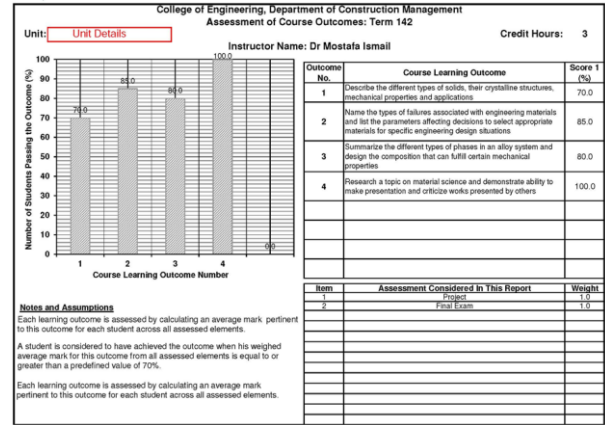 College of Engineering, Department of Construction Management
Assessment of Course Outcomes: Term 142
Unit: Unit Details
Credit Hours: 3
Instructor Name: Dr Mostafa Ismail
Number of Students Passing the Outcome (%)
100
90
80
70
60
50
40
30
20
10
0
70.0
85.0
80.0
100.0
0.0
1 2 3 4
Course Learning Outcome Number
Outcome No. Course Learning Outcome Score 1 (%)
1 Describe the different types of solids, their crystalline structures, 70.0
mechanical properties and applications
Name the types of failures associated with engineering materials
2 and list the parameters affecting decisions to select appropriate 85.0
materials for specific engineering design situations
Summarize the different types of phases in an alloy system and
3 design the composition that can fulfill certain mechanical 80.0
properties
4 Research a topic on material science and demonstrate ability to 100.0
make presentation and criticize works presented by others
Item Assessment Considered In This Report Weight
1 Project 1.0
2 Final Exam 1.0
Notes and Assumptions
Each learning outcome is assessed by calculating an average mark pertinent
to this outcome for each student across all assessed elements.
A student is considered to have achieved the outcome when his weighed
average mark for this outcome from all assessed elements is equal to or
greater than a predefined value of 70%.
Each learning outcome is assessed by calculating an average mark
pertinent to this outcome for each student across all assessed elements.